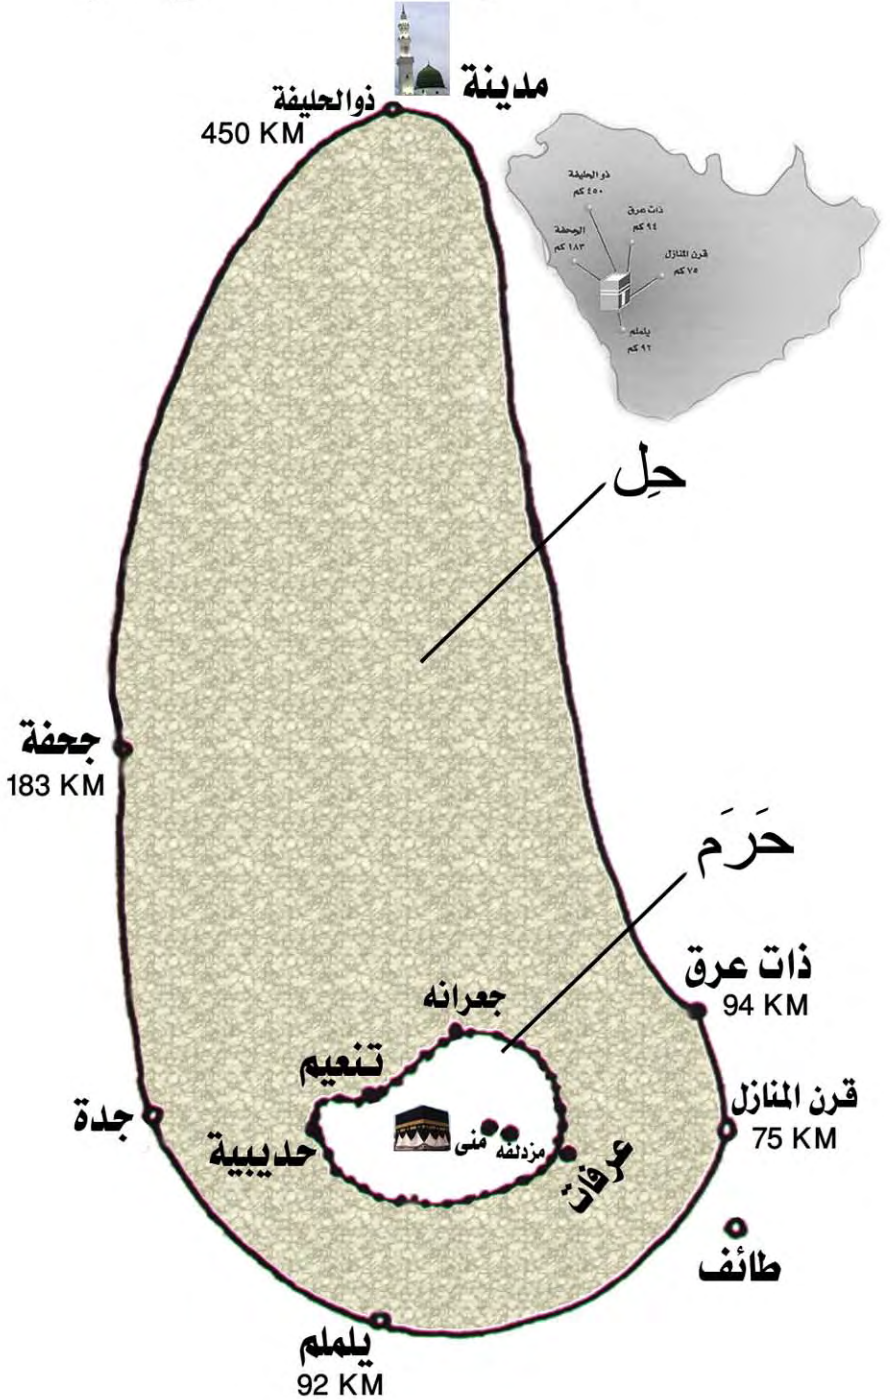 مدينة
ذوالحليفة
450 KM
ذو الحليفة
٤٥٠ كم
ذات عرق
٩٤ كم
الجحفة
١٨٣ كم
قرن المنازل
٧٥ كم
يلملم
٩٢ كم
حِل
جحفة
183 KM
حَرَم
ذات عرق
94 KM
جعرانه
تنعيم
قرن المنازل
75 KM
جدة
حديبية
منى
مزدلفه
عرفات
طائف
يلملم
92 KM